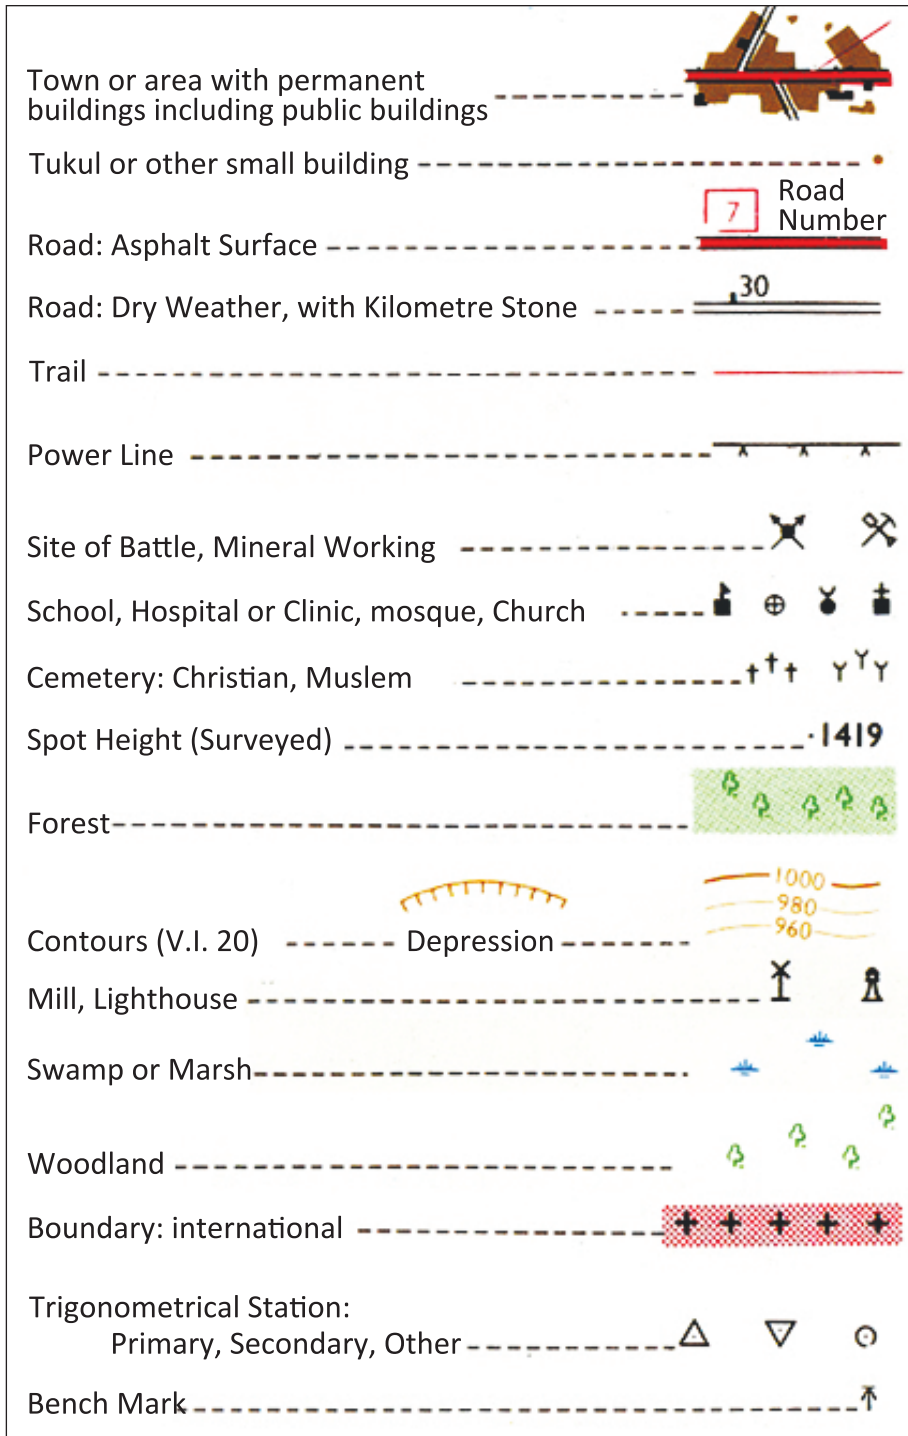 Town or area with permanent
buildings including public buildings
Tukul or other small building
7 Road
Number
Road: Asphalt Surface
30
Road: Dry Weather, with Kilometre Stone
Trail
Power Line
Site of Battle, Mineral Working
School, Hospital or Clinic, mosque, Church
Cemetery: Christian, Muslem
Spot Height (Surveyed) .1419
Forest
1000
980
960
Contours (V.I. 20) Depression
Mill, Lighthouse
Swamp or Marsh
Woodland
Boundary: international
Trigonometrical Station:
Primary, Secondary, Other
Bench Mark